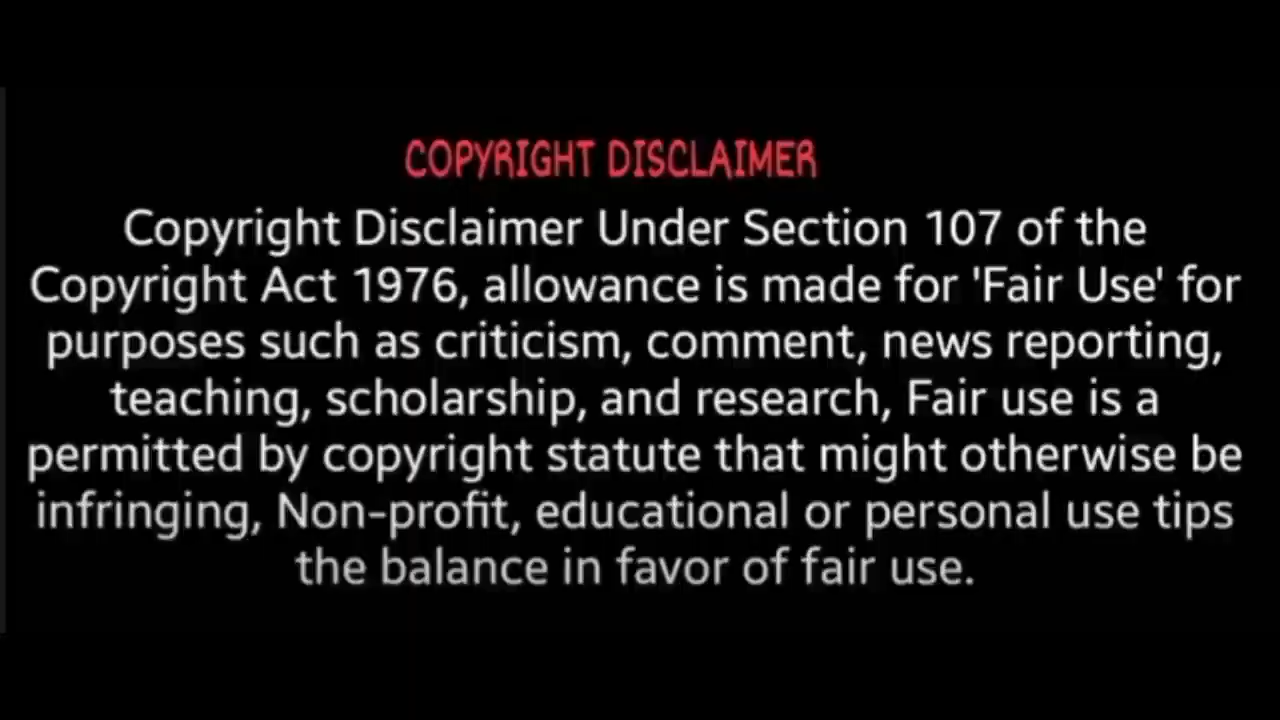 COPYRIGHT DISCLAIMER
Copyright Disclaimer Under Section 107 of the
Copyright Act 1976, allowance is made for 'Fair Use' for
purposes such as criticism, comment, news reporting,
teaching, scholarship, and research, Fair use is a
permitted by copyright statute that might otherwise be
infringing, Non-profit, educational or personal use tips
the balance in favor of fair use.